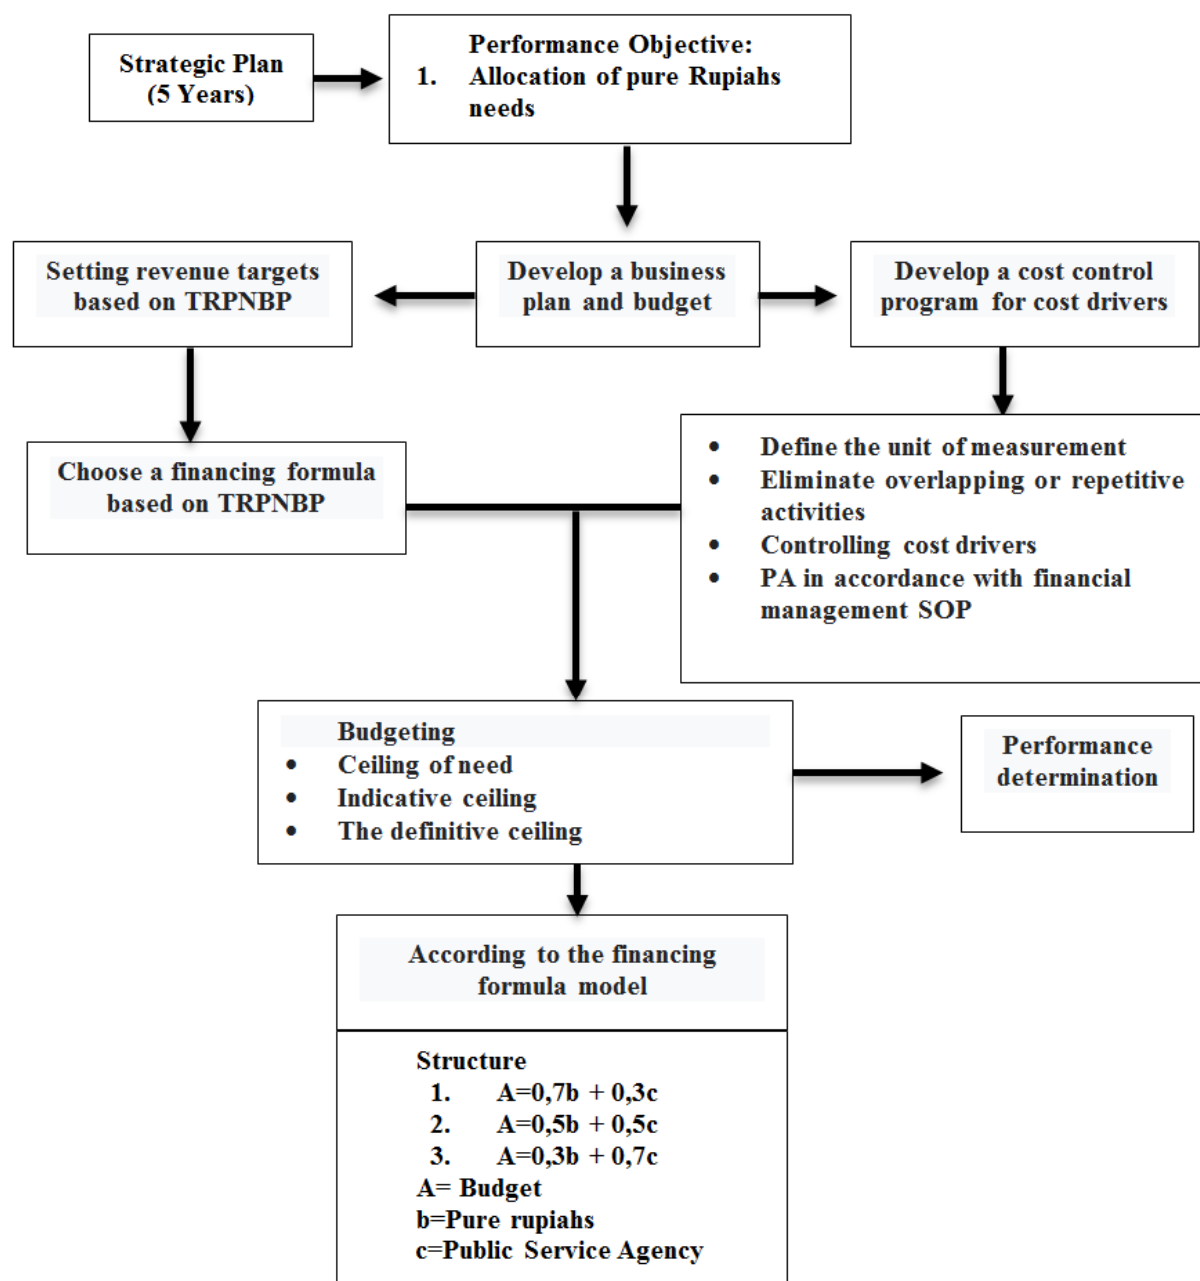 Strategic Plan
(5 Years)
Performance Objective:
1. Allocation of pure Rupiahs
needs
Setting revenue targets
based on TRPNBP
Develop a business
plan and budget
Develop a cost control
program for cost drivers
Choose a financing formula
based on TRPNBP
• Define the unit of measurement
• Eliminate overlapping or repetitive
activities
• Controlling cost drivers
• PA in accordance with financial
management SOP
Budgeting
• Ceiling of need
• Indicative ceiling
• The definitive ceiling
Performance
determination
According to the financing
formula model
Structure
1. A=0,7b + 0,3c
2. A=0,5b + 0,5c
3. A=0,3b + 0,7c
A= Budget
b=Pure rupiahs
c=Public Service Agency